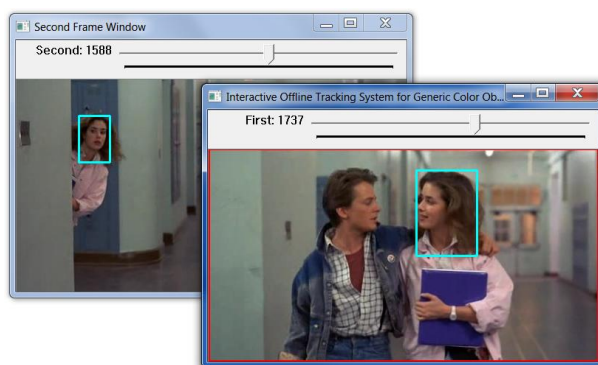 Second Frame Window
Second: 1588
Interactive Offline Tracking System for Generic Color Ob...
First: 1737